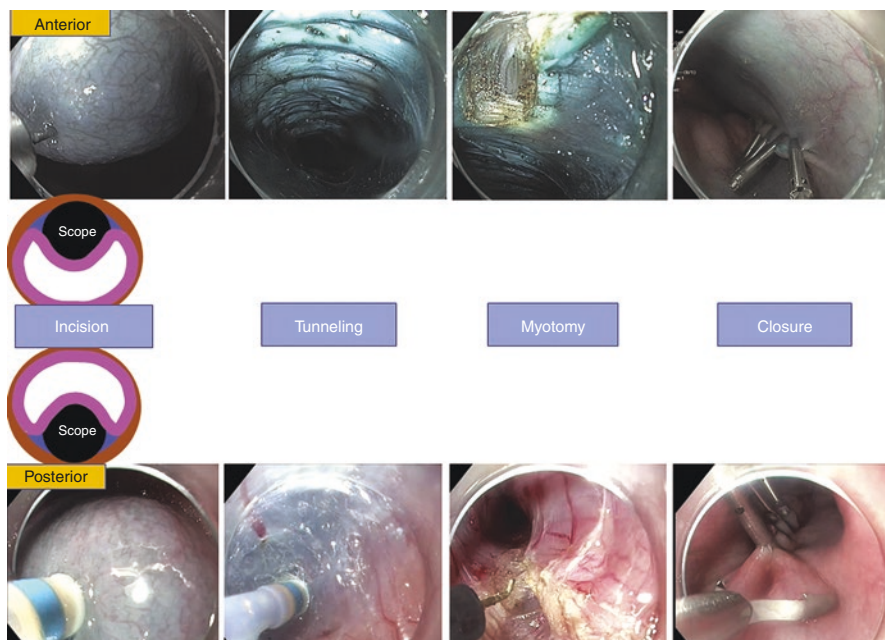 Anterior
Scope
Incision
Tunneling
Myotomy
Closure
Scope
Posterior